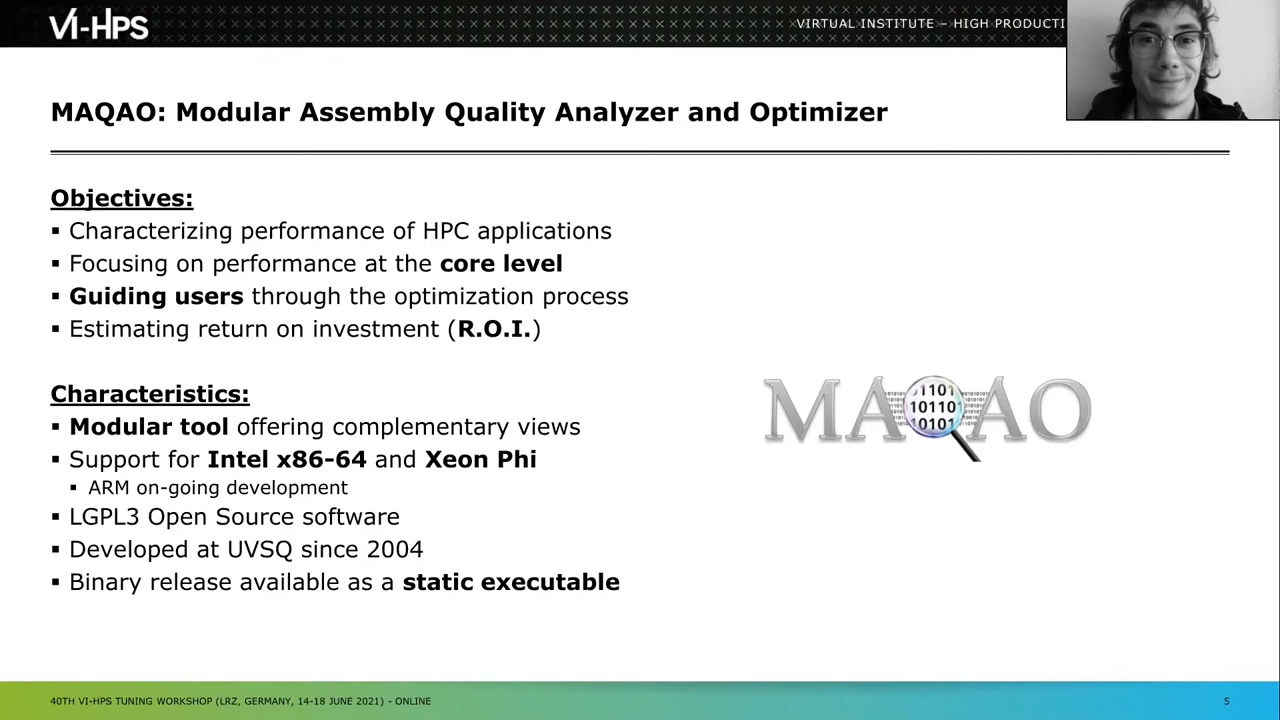 VI-HPS
VIRTUAL INSTITUTE – HIGH PRODUCTI
MAQAO: Modular Assembly Quality Analyzer and Optimizer
Objectives:
▪ Characterizing performance of HPC applications
▪ Focusing on performance at the core level
▪ Guiding users through the optimization process
▪ Estimating return on investment (R.O.I.)
Characteristics:
▪ Modular tool offering complementary views
▪ Support for Intel x86-64 and Xeon Phi
▪ ARM on-going development
▪ LGPL3 Open Source software
▪ Developed at UVSQ since 2004
▪ Binary release available as a static executable
MAQAO
40TH VI-HPS TUNING WORKSHOP (LRZ, GERMANY, 14-18 JUNE 2021) - ONLINE
5